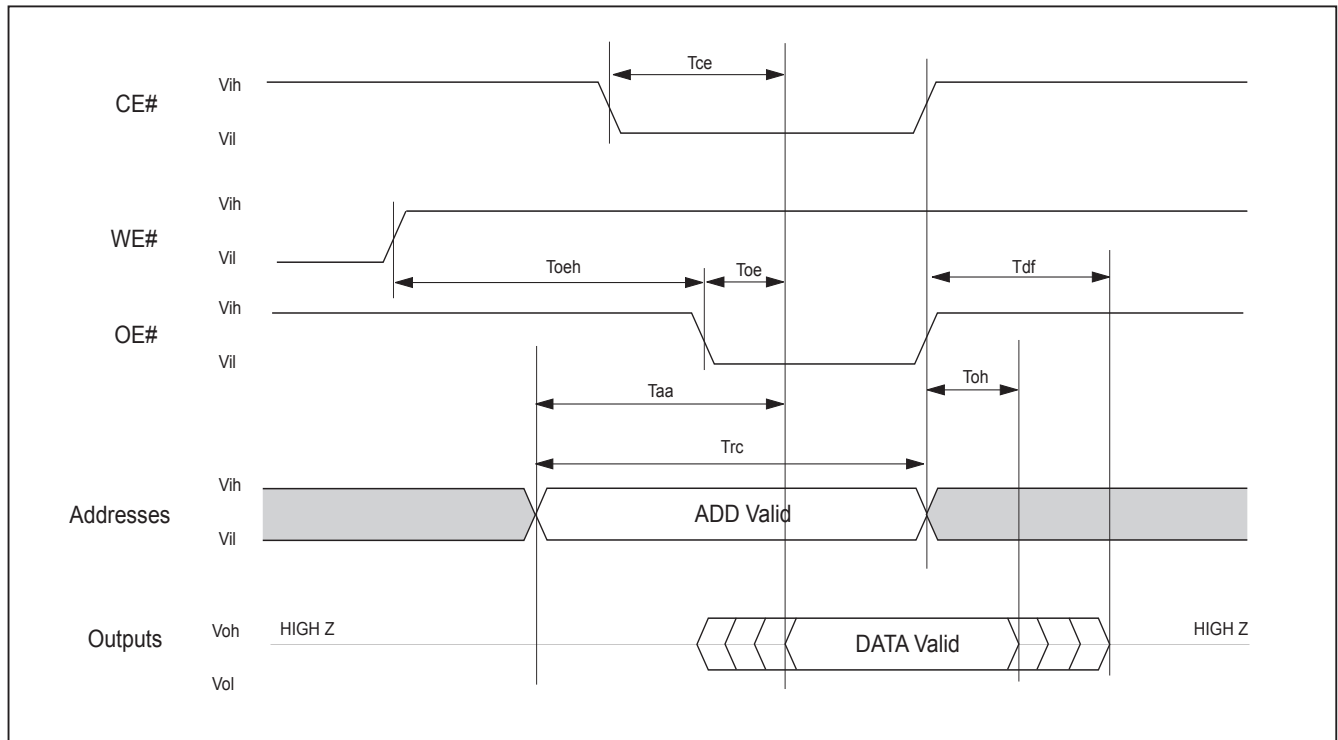 Tce
CE#
Vih
Vil
WE#
Vih
Vil
Toeh
Toe
Tdf
OE#
Vih
Vil
Taa
Toh
Trc
Addresses
Vih
Vil
ADD Valid
Outputs
Voh
Vol
HIGH Z
DATA Valid
HIGH Z